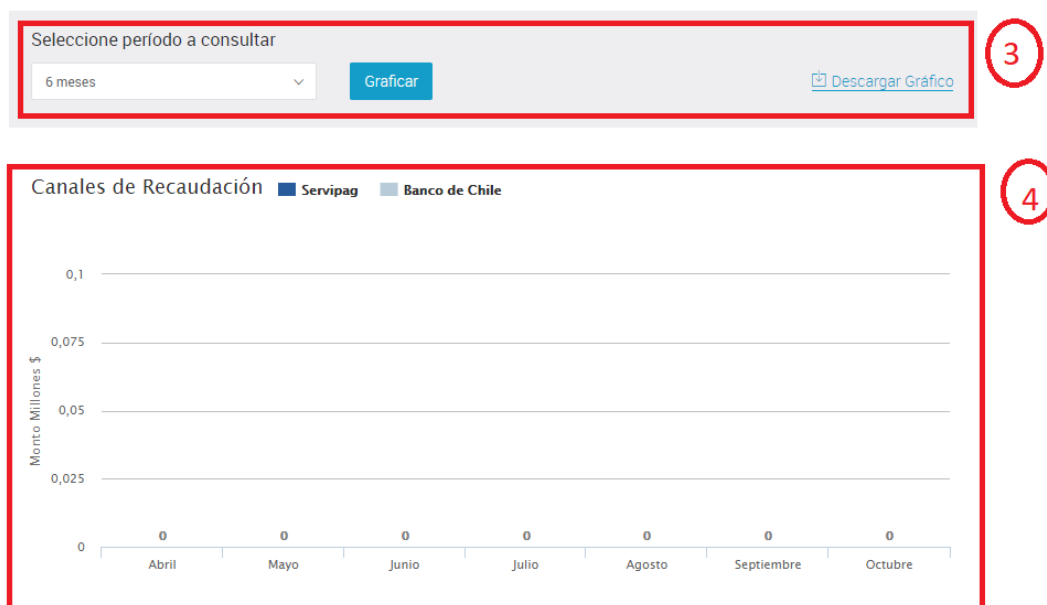 Seleccione período a consultar
3
6 meses
Graficar
Descargar Gráfico
4
Canales de Recaudación Servipag Banco de Chile
Monto Millones $
0,1
0,075
0,05
0,025
0
0 0 0 0 0 0 0
Abril Mayo Junio Julio Agosto Septiembre Octubre